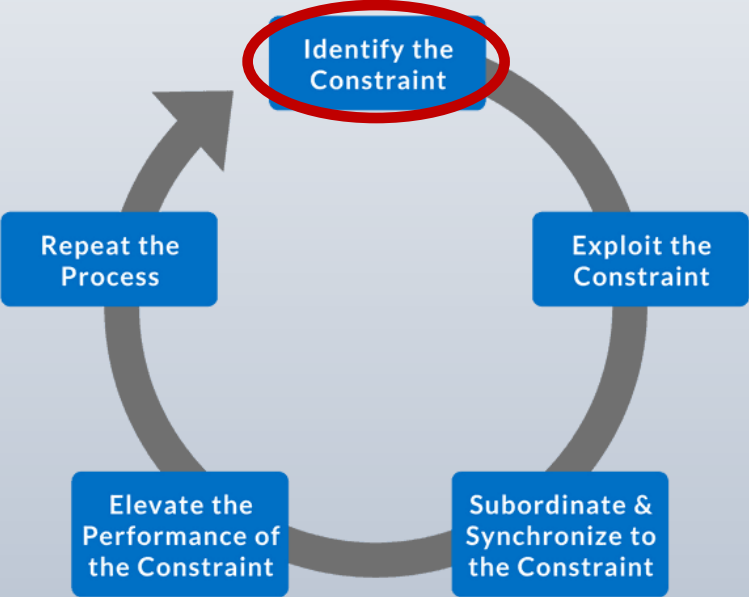 Identify the
Constraint
Exploit the
Constraint
Subordinate &
Synchronize to
the Constraint
Elevate the
Performance of
the Constraint
Repeat the
Process